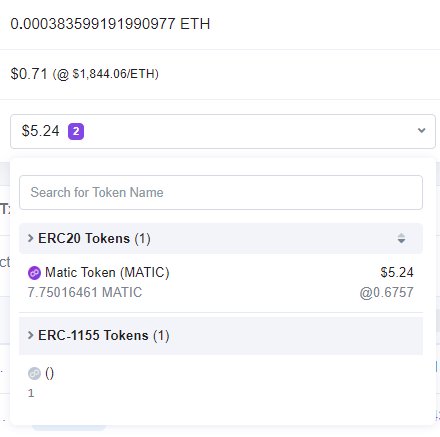 0.000383599191990977 ETH
$0.71 (@ $1,844.06/ETH)
$5.24 2
Search for Token Name
ERC20 Tokens (1)
Matic Token (MATIC) $5.24
7.75016461 MATIC @0.6757
ERC-1155 Tokens (1)
()
1